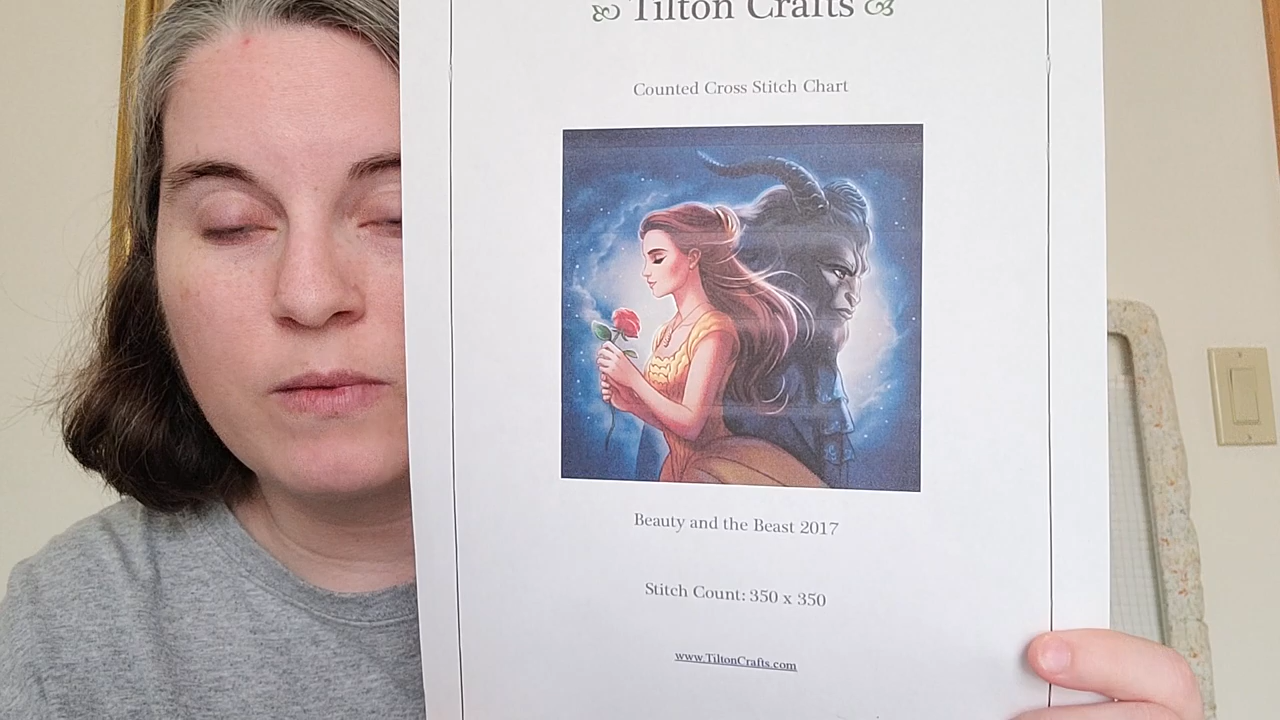 Tilton Crafts
Counted Cross Stitch Chart
Beauty and the Beast 2017
Stitch Count: 350 x 350
www.TiltonCrafts.com